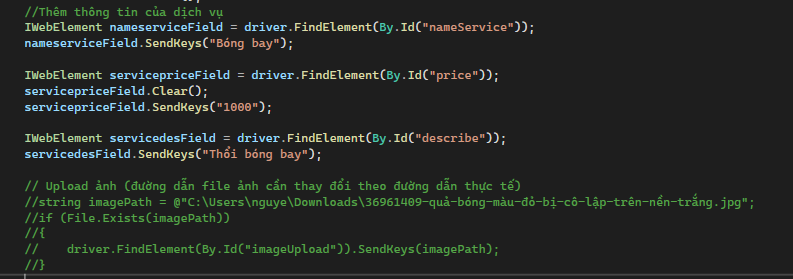 //Thêm thông tin của dịch vụ
IWebElement nameserviceField = driver.FindElement(By.Id("nameService"));
nameserviceField.SendKeys("Bóng bay");
IWebElement servicepriceField = driver.FindElement(By.Id("price"));
servicepriceField.Clear();
servicepriceField.SendKeys("1000");
IWebElement servicedesField = driver.FindElement(By.Id("describe"));
servicedesField.SendKeys("Thổi bóng bay");
// Upload ảnh (đường dẫn file ảnh cần thay đổi theo đường dẫn thực tế)
//string imagePath = @"C:\Users\nguye\Downloads\36961409-quả-bóng-màu-đỏ-bị-cô-lập-trên-nền-trắng.jpg";
//if (File.Exists(imagePath))
//{
//    driver.FindElement(By.Id("imageUpload")).SendKeys(imagePath);
//}